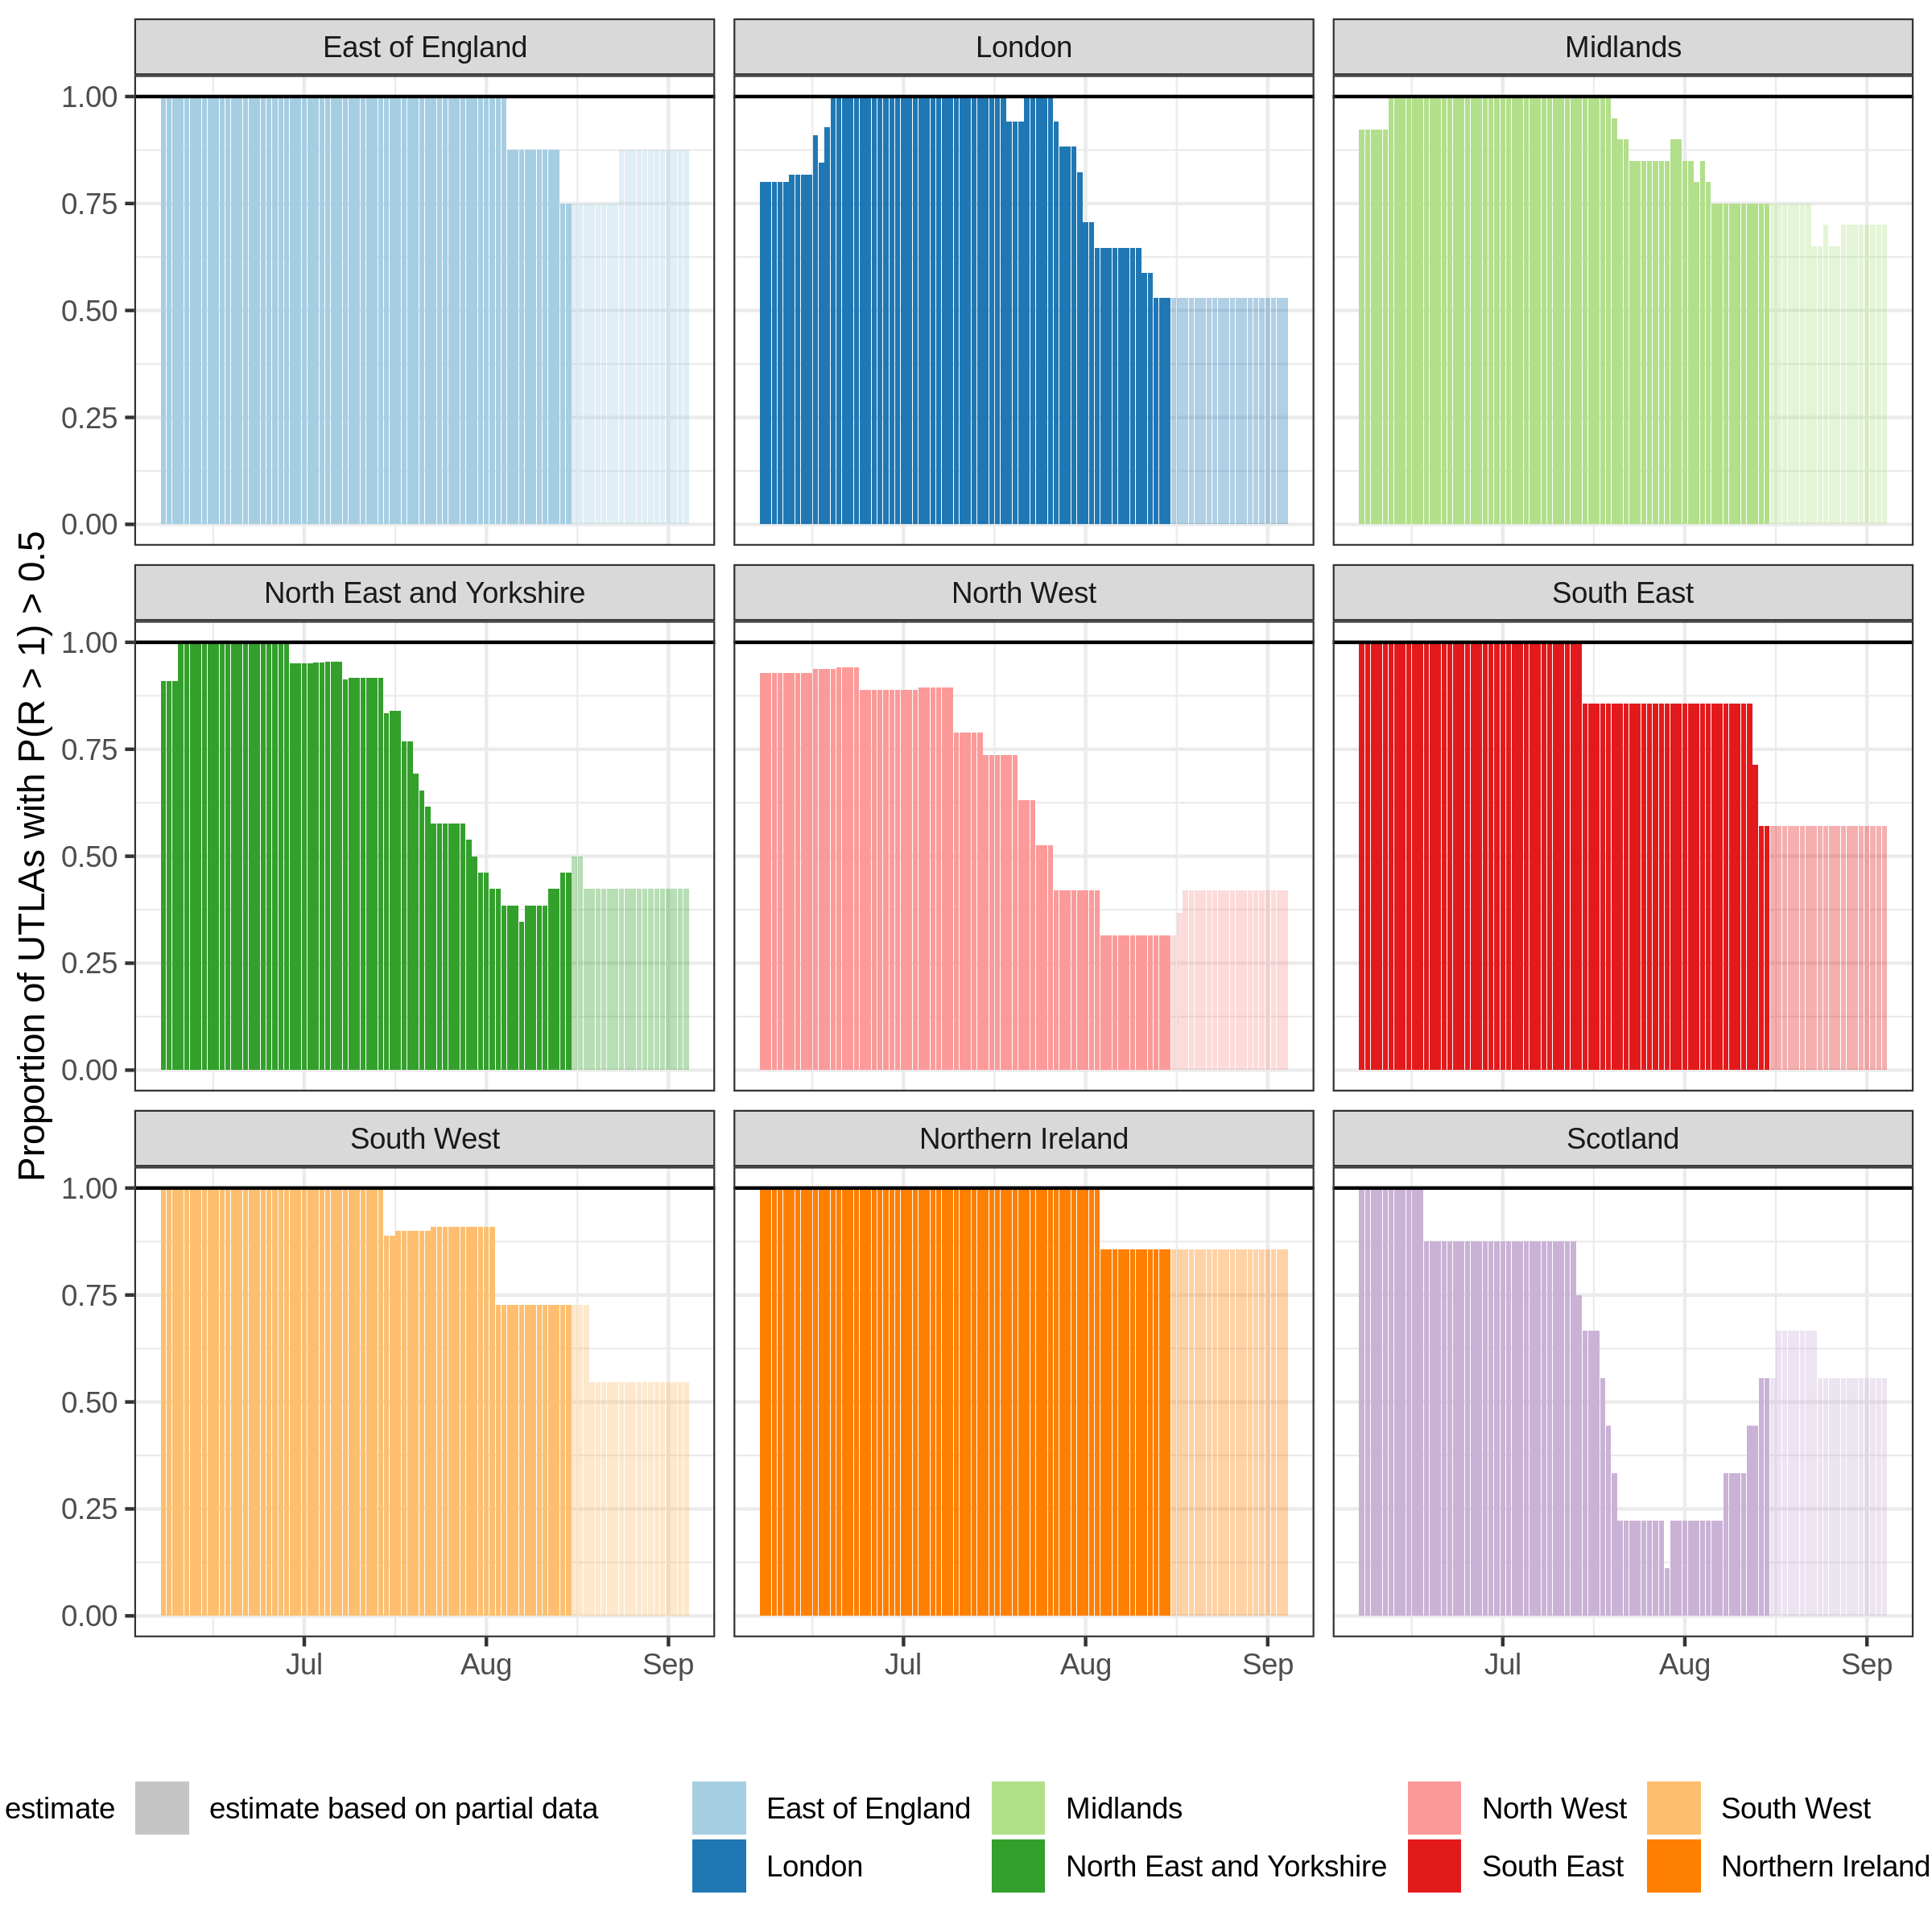 East of England London Midlands
1.00
0.75
0.50
0.25
0.00
North East and Yorkshire North West South East
1.00
0.75
0.50
0.25
0.00
South West Northern Ireland Scotland
1.00
0.75
0.50
0.25
0.00
Proportion of UTLAs with P(R > 1) > 0.5
Jul Aug Sep Jul Aug Sep Jul Aug Sep
estimate estimate based on partial data East of England Midlands North West South West
London North East and Yorkshire South East Northern Ireland